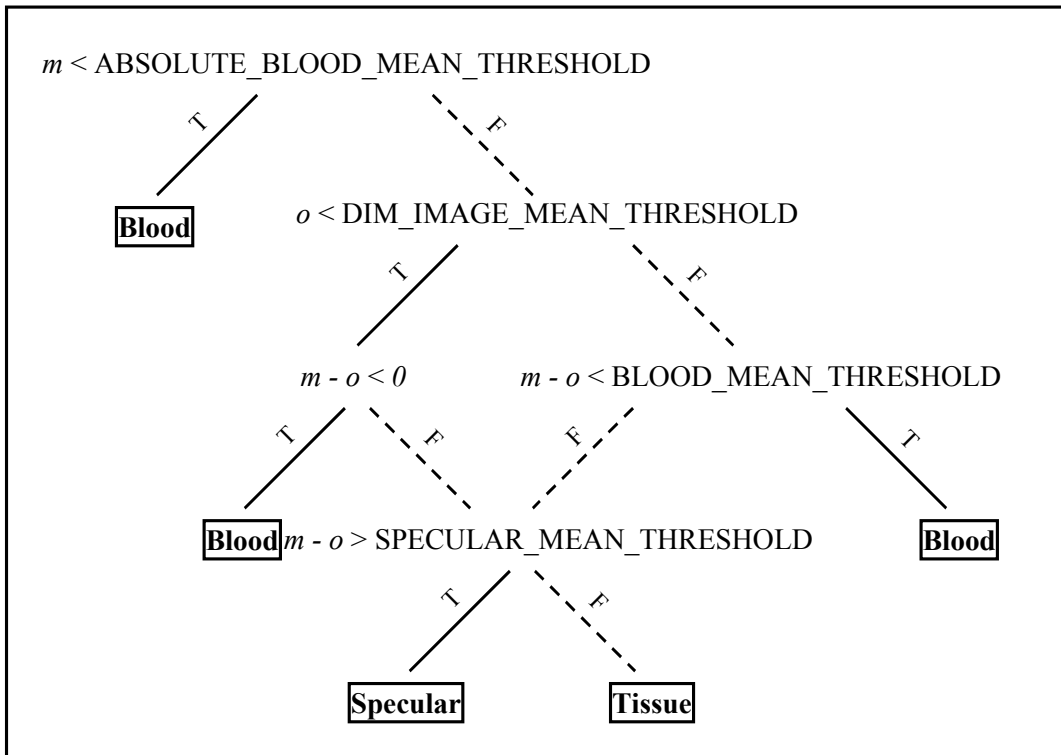 m < ABSOLUTE_BLOOD_MEAN_THRESHOLD
T F
Blood
o < DIM_IMAGE_MEAN_THRESHOLD
T F
m - o < 0 m - o < BLOOD_MEAN_THRESHOLD
T F F T
Blood m - o > SPECULAR_MEAN_THRESHOLD Blood
T F
Specular Tissue